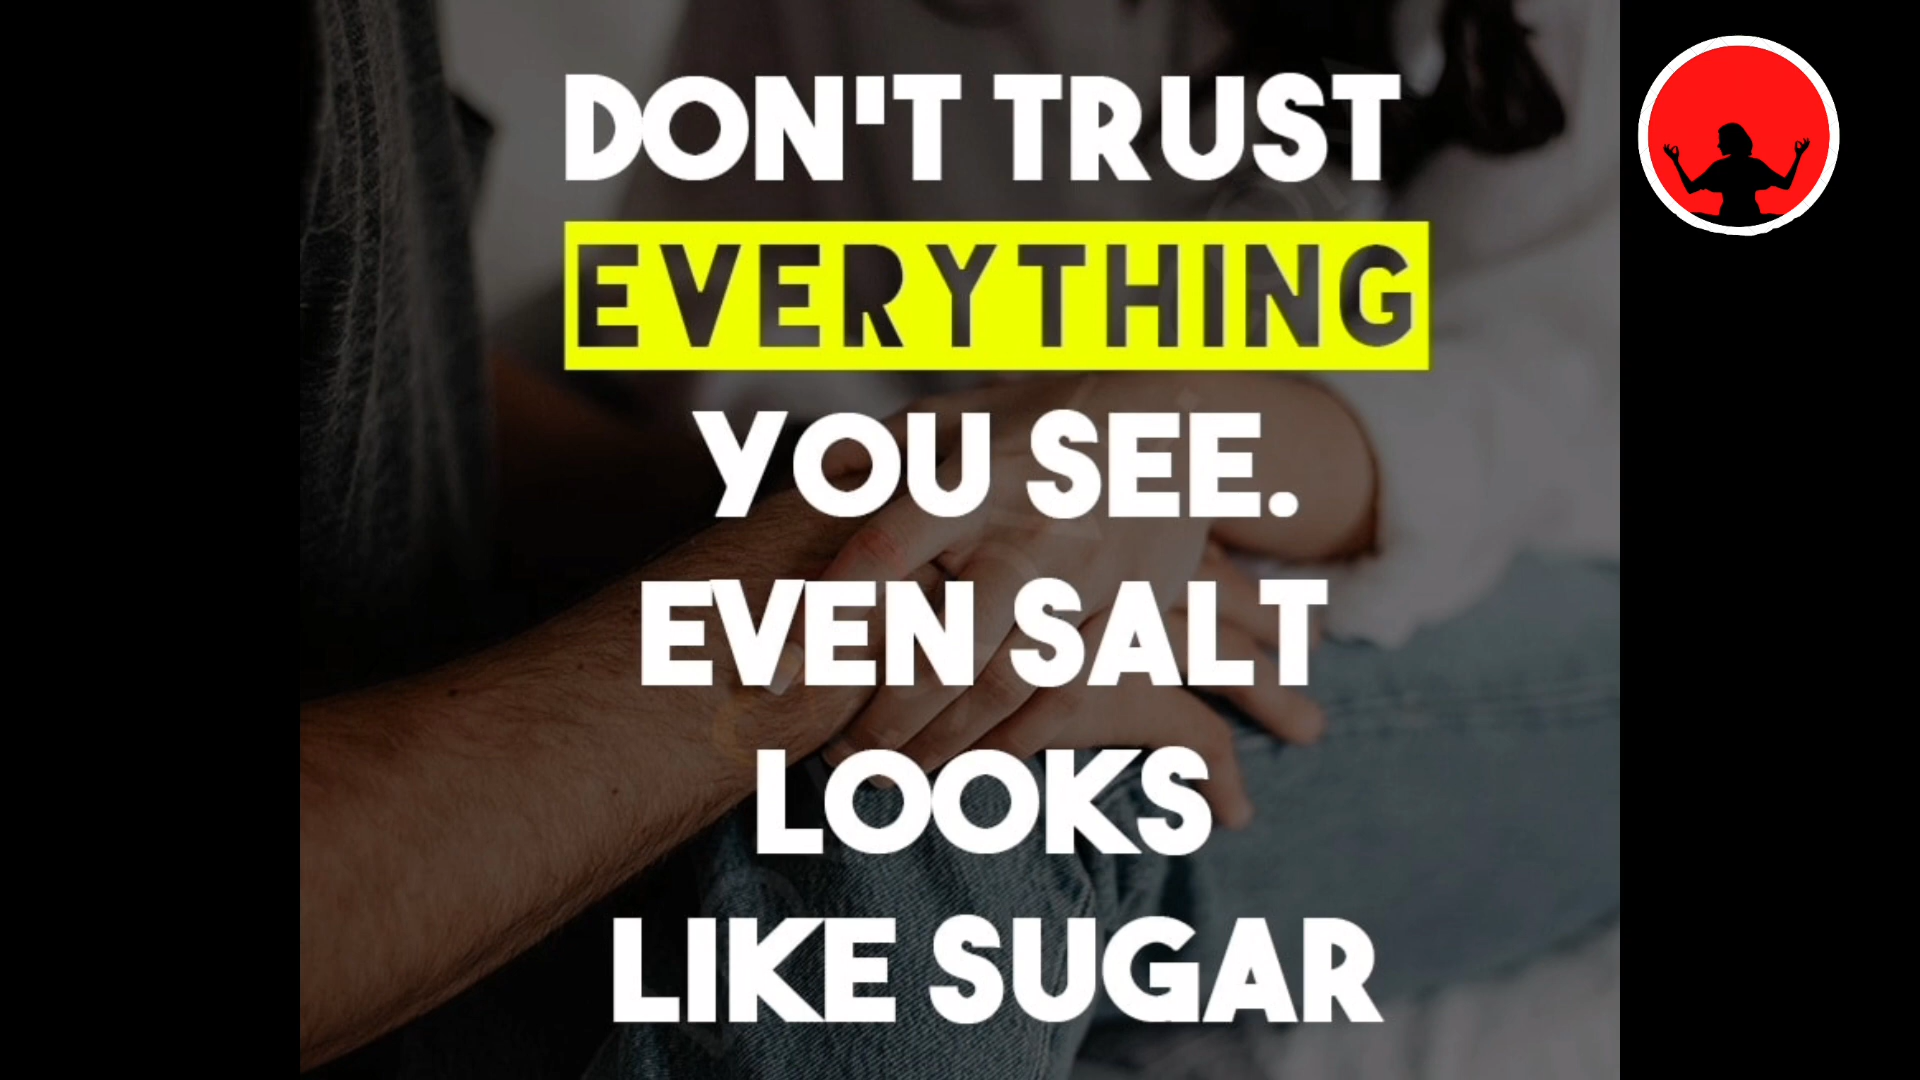 DON'T TRUST
EVERYTHING
YOU SEE.
EVEN SALT
LOOKS
LIKE SUGAR